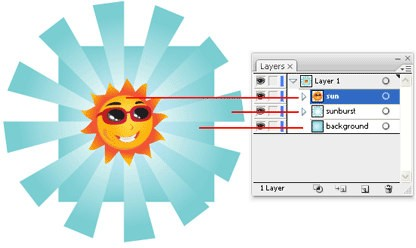 Layers ×
Layer 1
sun
sunburst
background
1 Layer